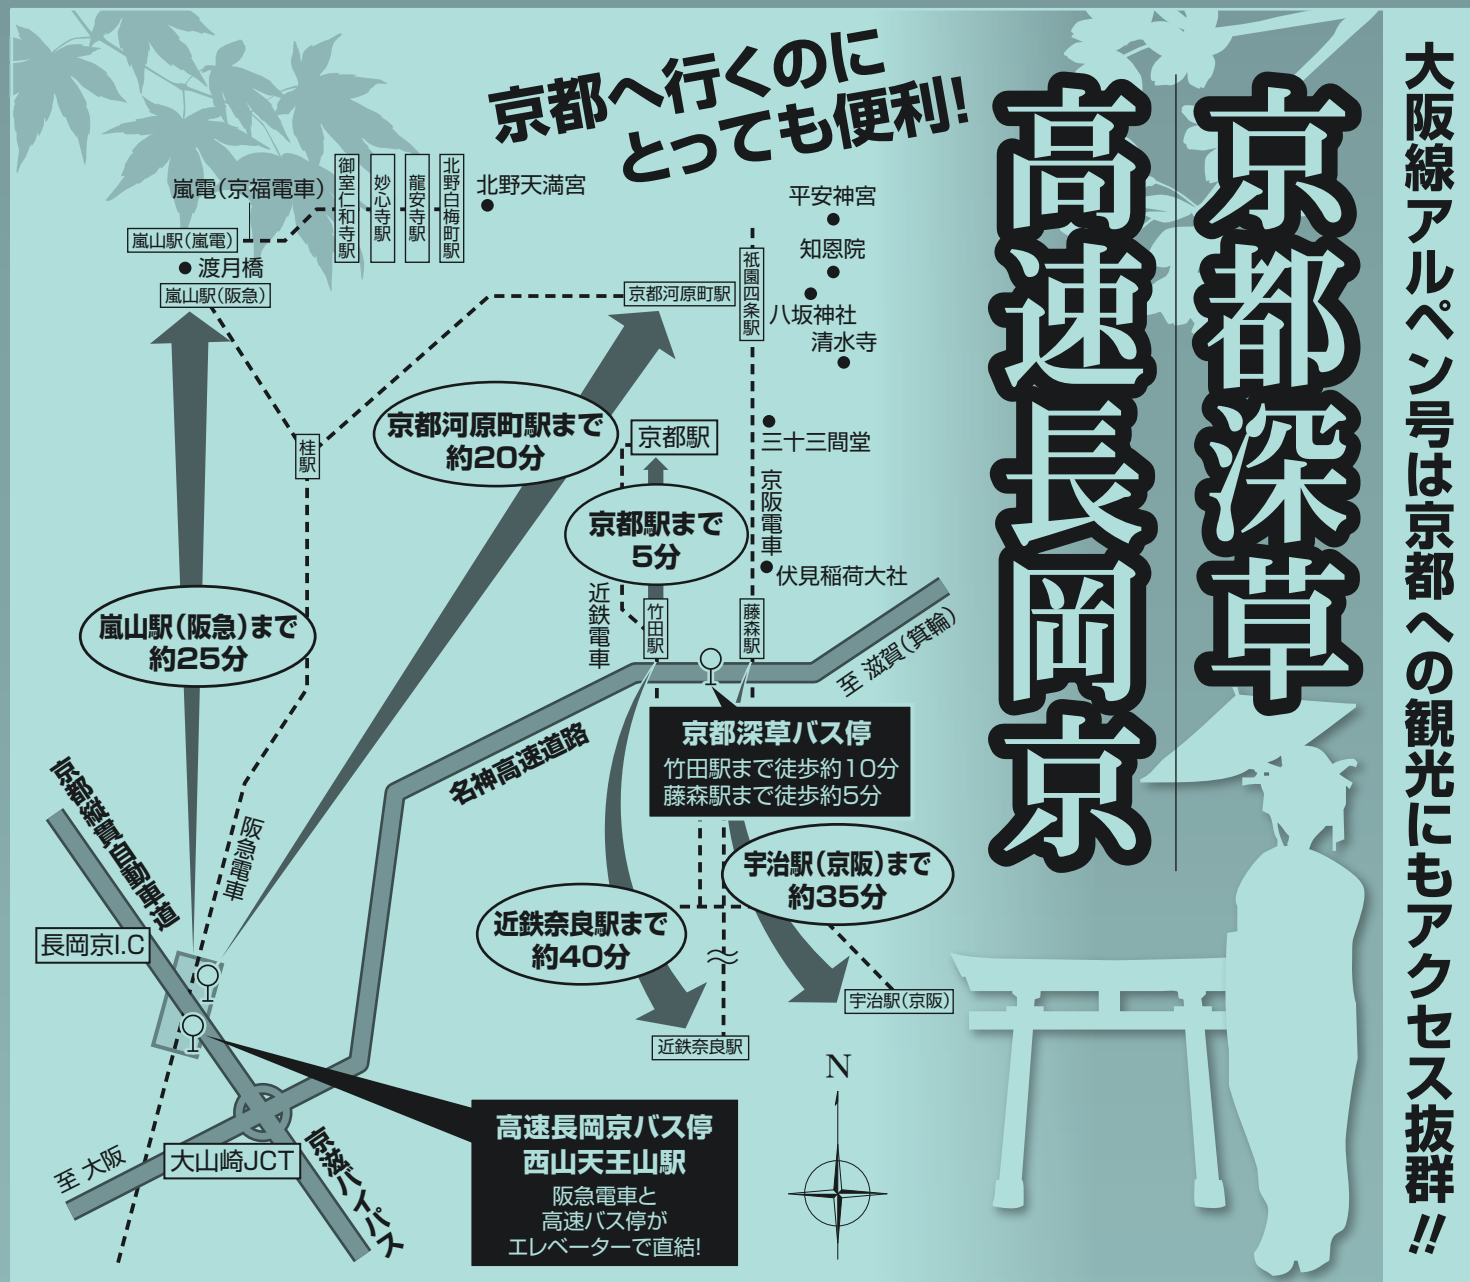 大阪線アルペン号は京都への観光にもアクセス抜群!!
京都深草
高速長岡京
京都へ行くのに
とっても便利!
嵐電(京福電車)
御室仁和寺駅
妙心寺駅
龍安寺駅
北野白梅町駅
北野天満宮
嵐山駅(嵐電)
渡月橋
嵐山駅(阪急)
平安神宮
知恩院
京都河原町駅
祇園四条駅
八坂神社
清水寺
桂駅
京都河原町駅まで
約20分
京都駅
三十三間堂
京阪電車
京都駅まで
5分
伏見稲荷大社
近鉄電車
竹田駅
藤森駅
嵐山駅(阪急)まで
約25分
至 滋賀(箕輪)
名神高速道路
京都深草バス停
竹田駅まで徒歩約10分
藤森駅まで徒歩約5分
京都縦貫自動車道
阪急電車
宇治駅(京阪)まで
約35分
近鉄奈良駅まで
約40分
長岡京I.C
宇治駅(京阪)
近鉄奈良駅
N
高速長岡京バス停
西山天王山駅
阪急電車と
高速バス停が
エレベーターで直結!
至 大阪
大山崎JCT
京滋バイパス